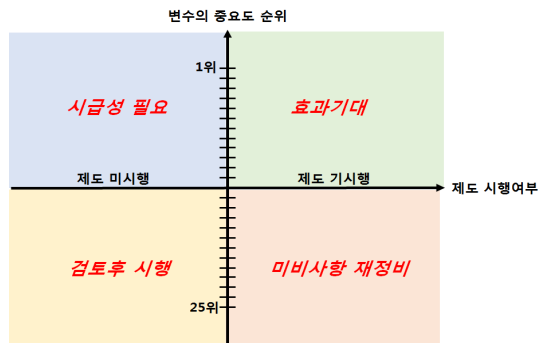 변수의 중요도 순위
1위
시급성 필요
효과기대
제도 미시행
제도 기시행
제도 시행여부
검토후 시행
미비사항 재정비
25위